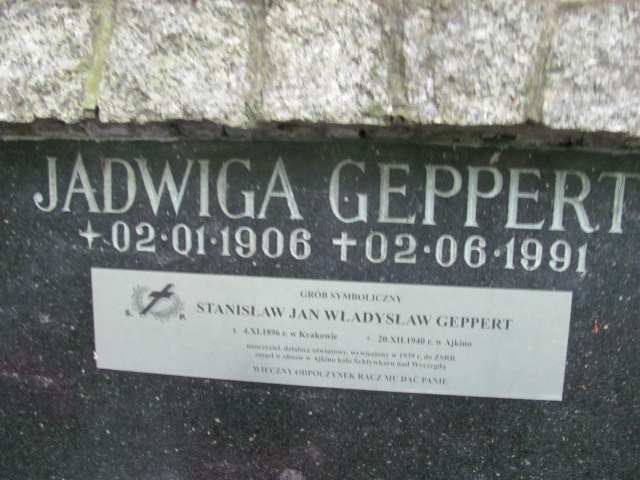 JADWIGA GEPPERT
+02·01·1906 ✝02·06·1991
GRÓB SYMBOLICZNY
Ś. P.
STANISŁAW JAN WŁADYSŁAW GEPPERT
x 4.XI.1896 r. w Krakowie + 20.XII.1940 r. w Ajkino
nauczyciel, działacz oświatowy, wywieziony w 1939 r. do ZSRR
zmarł w obozie w Ajkino koło Syktywkaru nad Wyczegdą
WIECZNY ODPOCZYNEK RACZ MU DAĆ PANIE